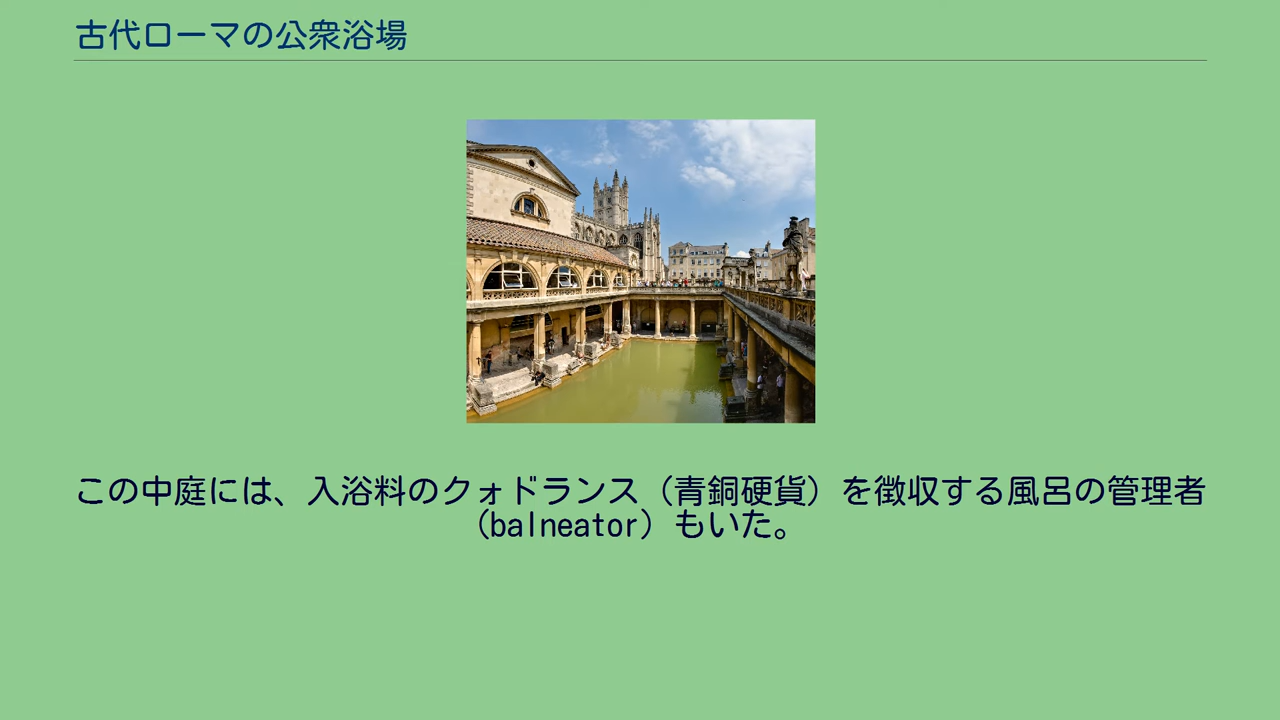 古代ローマの公衆浴場
この中庭には、入浴料のクォドランス（青銅硬貨）を徴収する風呂の管理者
（balneator）もいた。